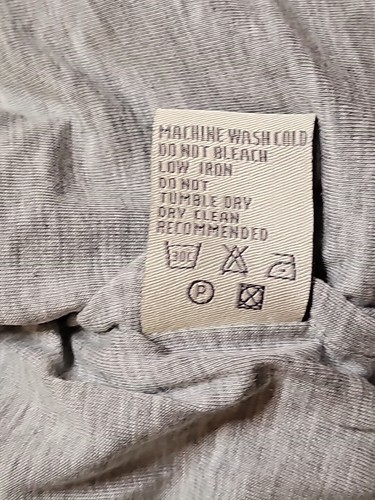 MACHINE WASH COLD
DO NOT BLEACH
LOW IRON
DO NOT
TUMBLE DRY
DRY CLEAN
RECOMMENDED
30C
P